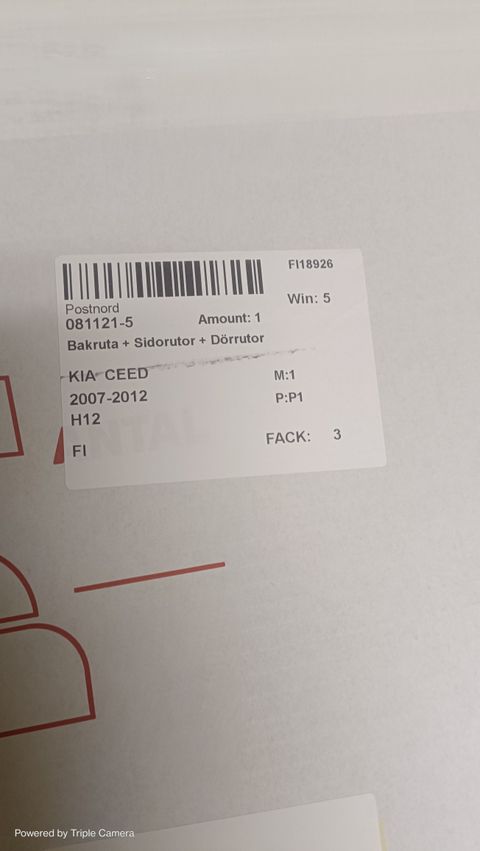 FI18926
Postnord
Win: 5
081121-5 Amount: 1
Bakruta + Sidorutor + Dörrutor
KIA CEED M:1
2007-2012 P:P1
H12
FI FACK: 3
Powered by Triple Camera